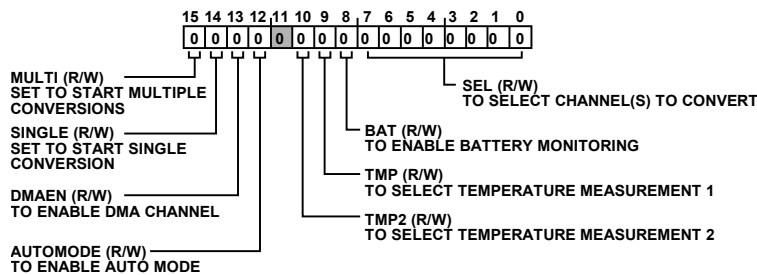 15 14 13 12 11 10 9 8 7 6 5 4 3 2 1 0
0 0 0 0 0 0 0 0 0 0 0 0 0 0 0 0
MULTI (R/W)
SET TO START MULTIPLE
CONVERSIONS
SINGLE (R/W)
SET TO START SINGLE
CONVERSION
DMAEN (R/W)
TO ENABLE DMA CHANNEL
AUTOMODE (R/W)
TO ENABLE AUTO MODE
SEL (R/W)
TO SELECT CHANNEL(S) TO CONVERT
BAT (R/W)
TO ENABLE BATTERY MONITORING
TMP (R/W)
TO SELECT TEMPERATURE MEASUREMENT 1
TMP2 (R/W)
TO SELECT TEMPERATURE MEASUREMENT 2